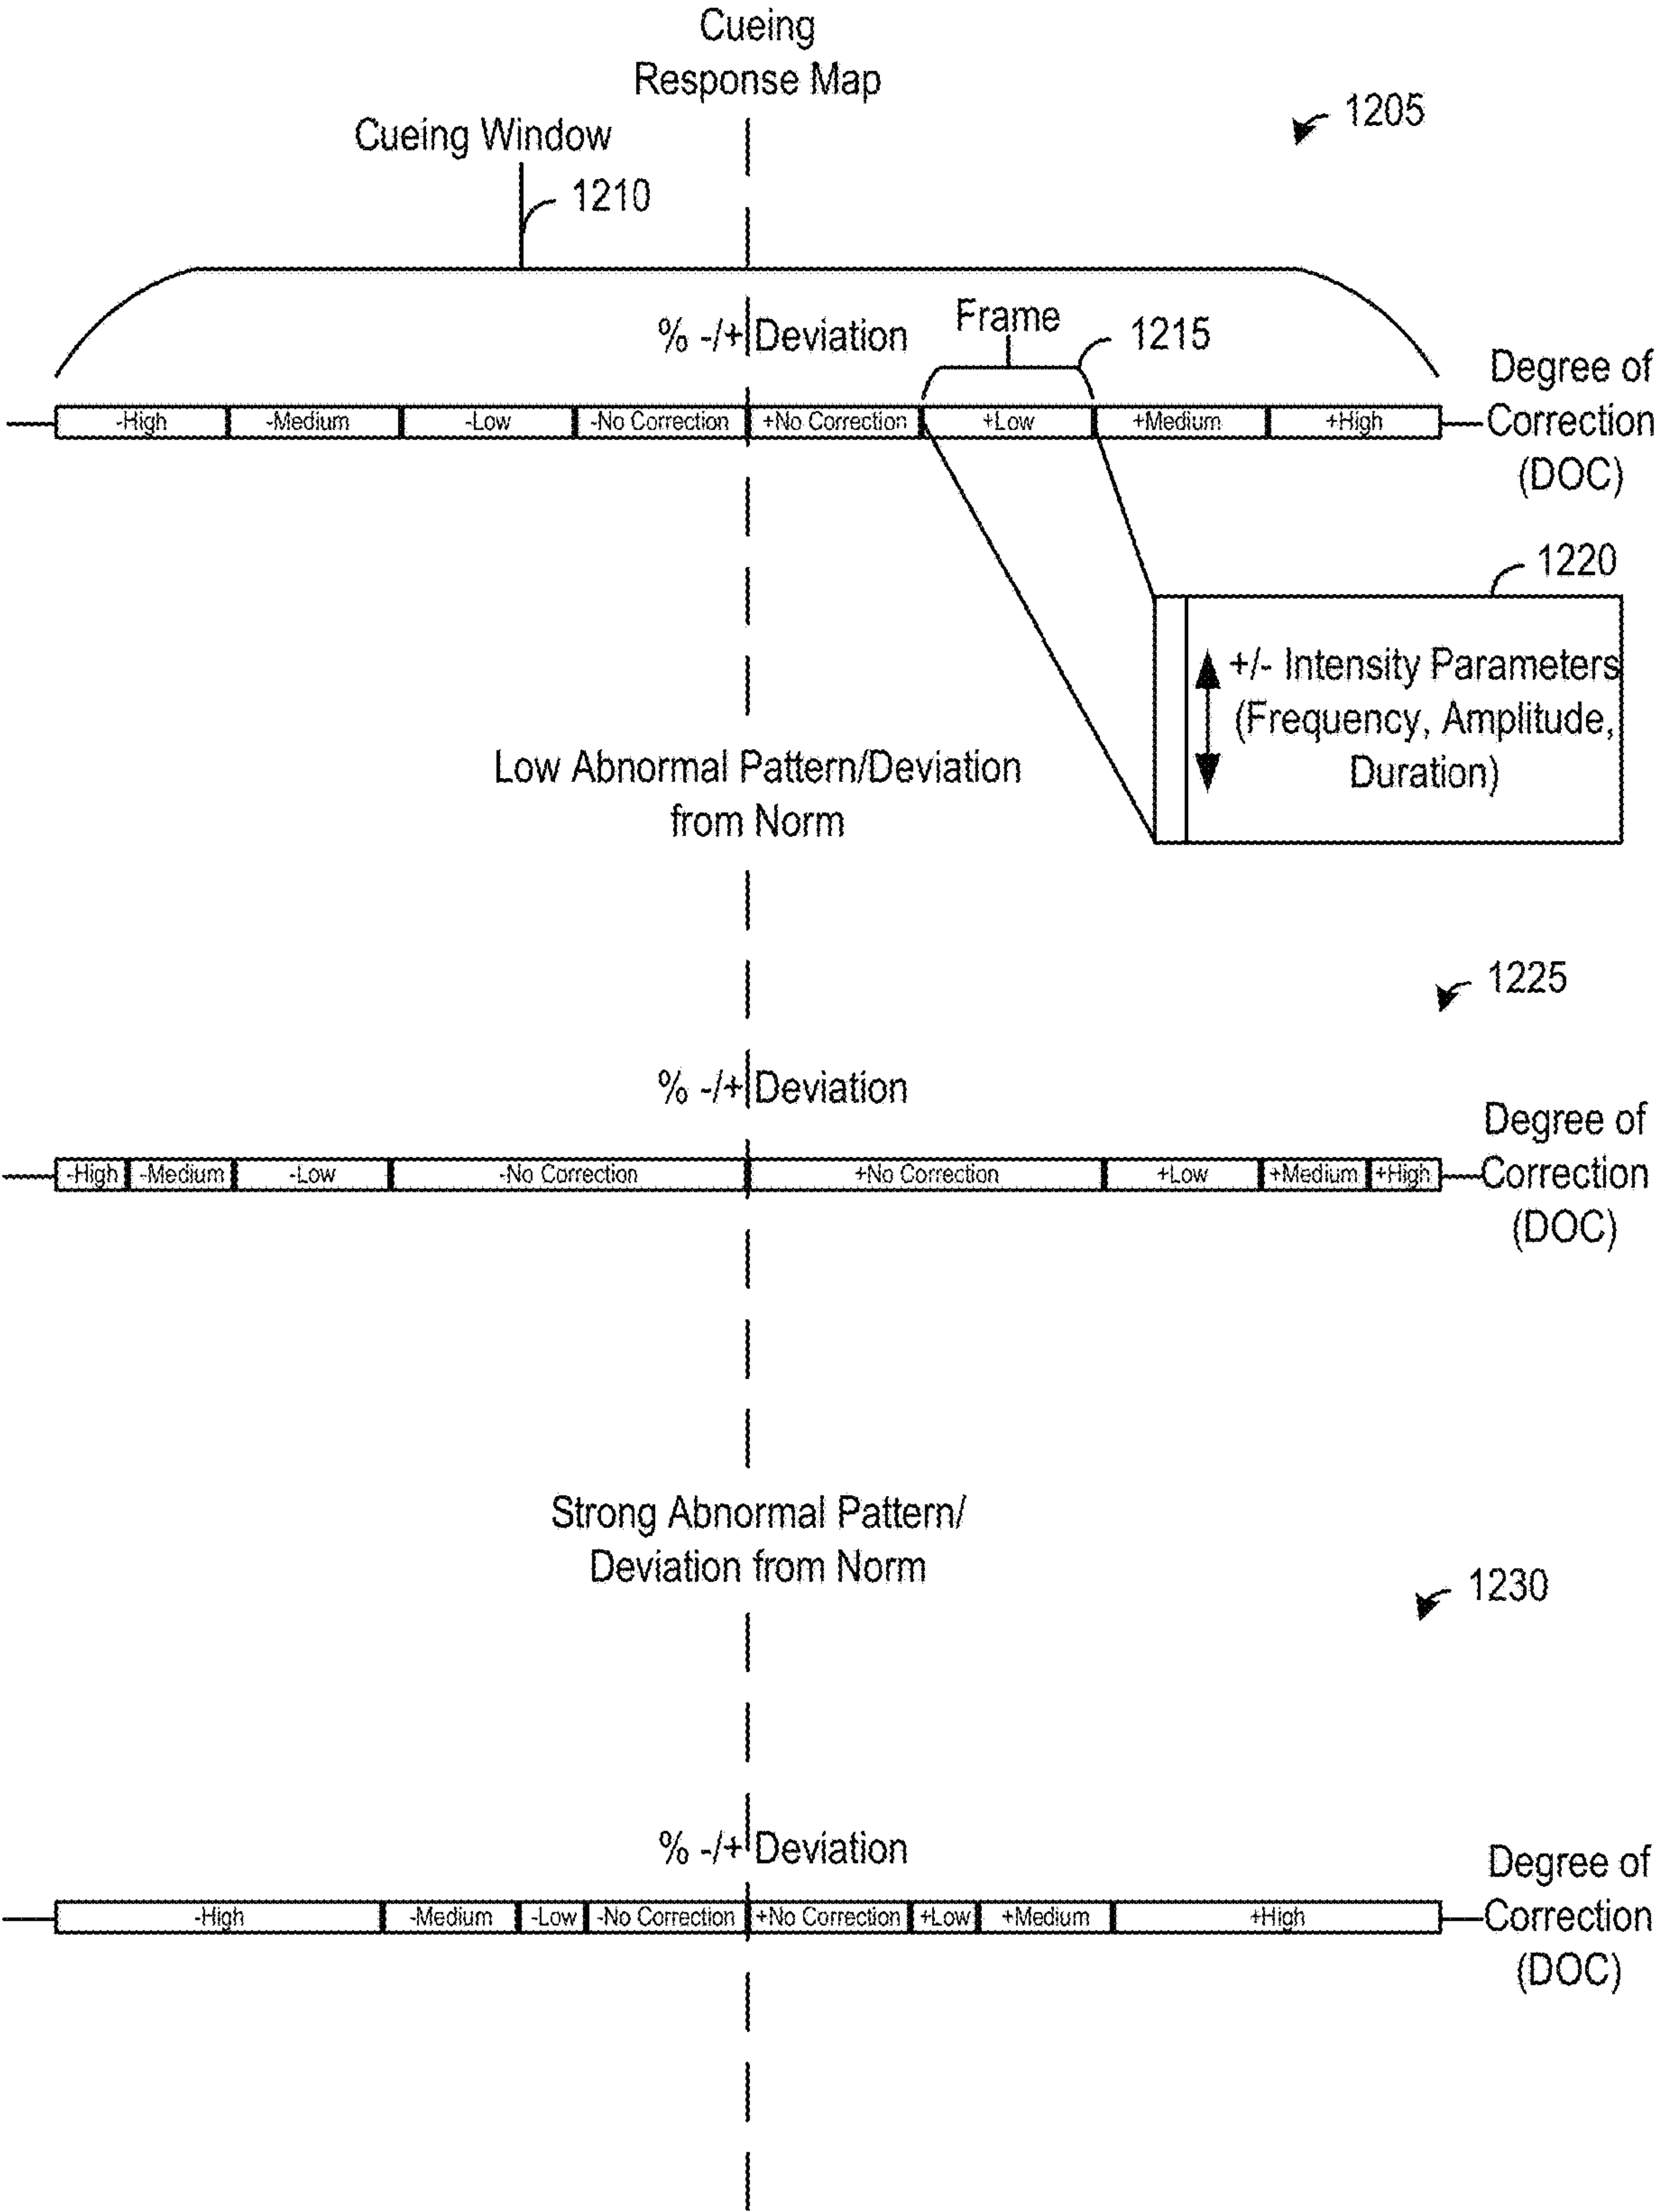 Cueing
Response Map
1205
Cueing Window
1210
% -/+ Deviation
Frame
1215
-High
-Medium
-Low
-No Correction
+No Correction
+Low
+Medium
+High
Degree of
Correction
(DOC)
1220
+/- Intensity Parameters
(Frequency, Amplitude,
Duration)
Low Abnormal Pattern/Deviation
from Norm
1225
% -/+ Deviation
-High
-Medium
-Low
-No Correction
+No Correction
+Low
+Medium
+High
Degree of
Correction
(DOC)
Strong Abnormal Pattern/
Deviation from Norm
1230
% -/+ Deviation
-High
-Medium
-Low
-No Correction
+No Correction
+Low
+Medium
+High
Degree of
Correction
(DOC)